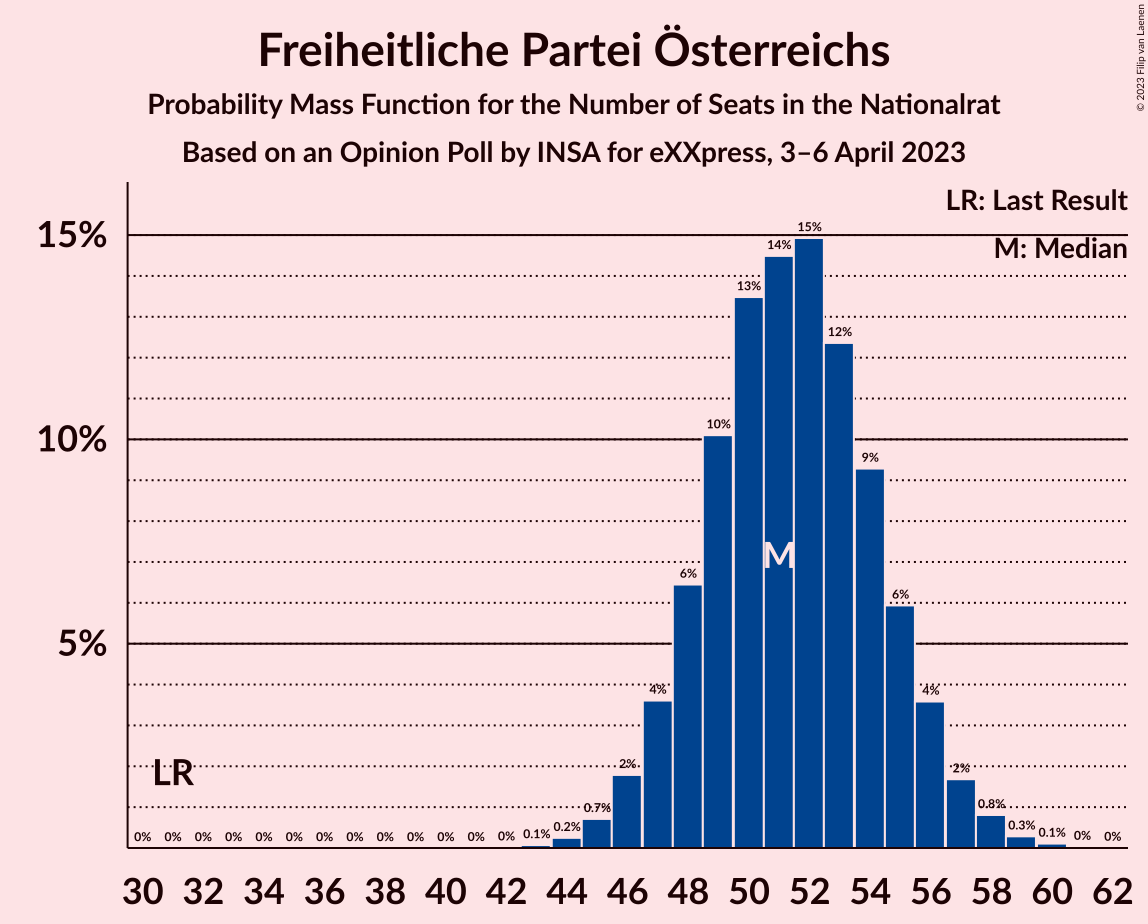 Freiheitliche Partei Österreichs
Probability Mass Function for the Number of Seats in the Nationalrat
Based on an Opinion Poll by INSA for eXXpress, 3–6 April 2023
© 2023 Filip van Laenen
LR: Last Result
M: Median
15%
10%
5%
0% 0% 0% 0% 0% 0% 0% 0% 0% 0% 0% 0% 0% 0.1% 0.2% 0.7% 2% 4% 6% 10% 13% 14% 15% 12% 9% 6% 4% 2% 0.8% 0.3% 0.1% 0% 0%
LR
M
30 32 34 36 38 40 42 44 46 48 50 52 54 56 58 60 62